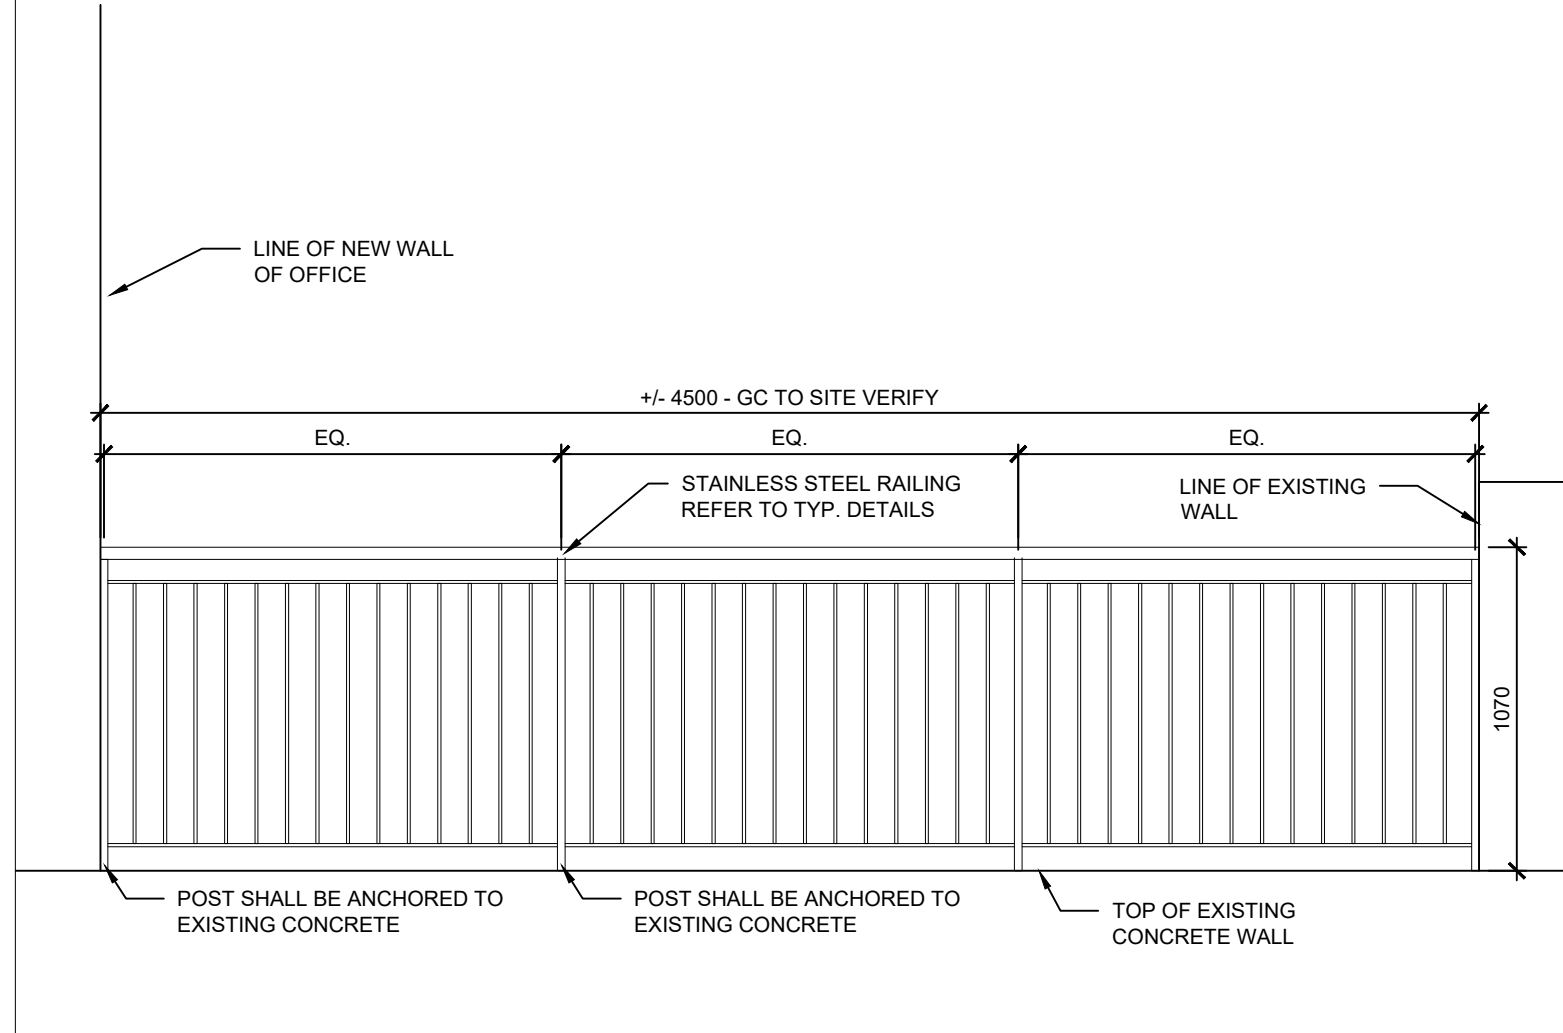 LINE OF NEW WALL
OF OFFICE
+/- 4500 - GC TO SITE VERIFY
EQ.
EQ.
EQ.
STAINLESS STEEL RAILING
REFER TO TYP. DETAILS
LINE OF EXISTING
WALL
1070
POST SHALL BE ANCHORED TO
EXISTING CONCRETE
POST SHALL BE ANCHORED TO
EXISTING CONCRETE
TOP OF EXISTING
CONCRETE WALL